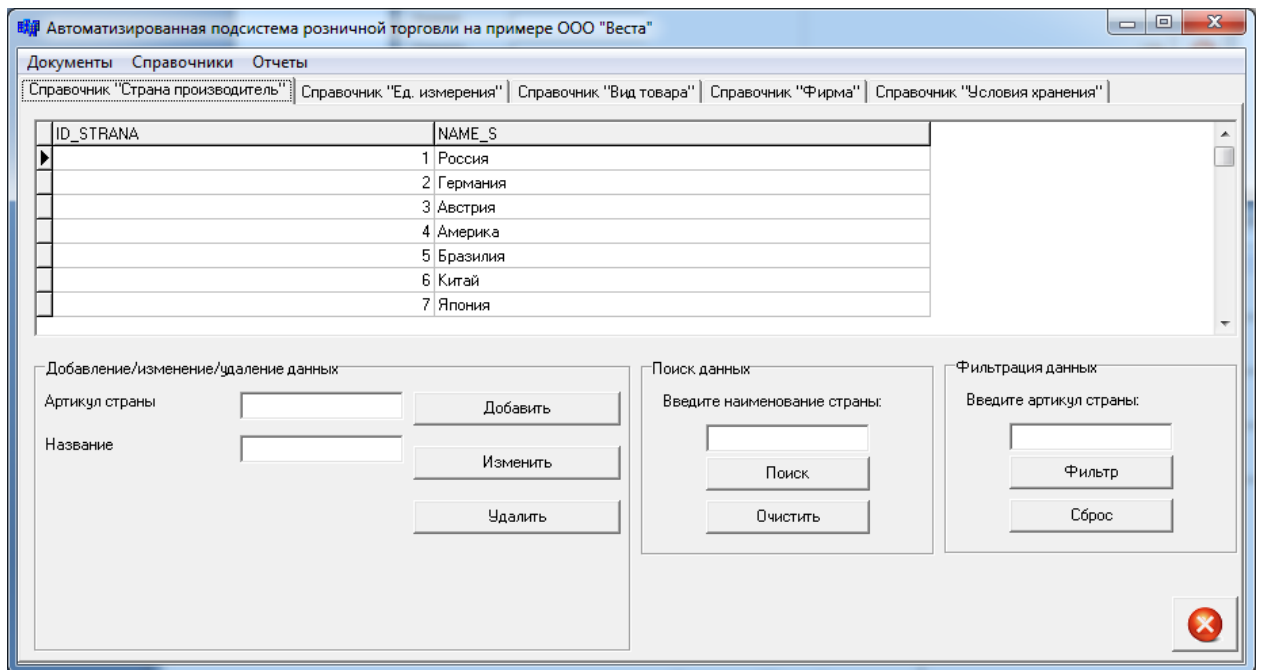 Автоматизированная подсистема розничной торговли на примере ООО "Веста"
Документы Справочники Отчеты
Справочник "Страна производитель" Справочник "Ед. измерения" Справочник "Вид товара" Справочник "Фирма" Справочник "Условия хранения"
ID_STRANA NAME_S
1 Россия
2 Германия
3 Австрия
4 Америка
5 Бразилия
6 Китай
7 Япония
Добавление/изменение/удаление данных
Артикул страны
Добавить
Название
Изменить
Удалить
Поиск данных
Введите наименование страны:
Поиск
Очистить
Фильтрация данных
Введите артикул страны:
Фильтр
Сброс